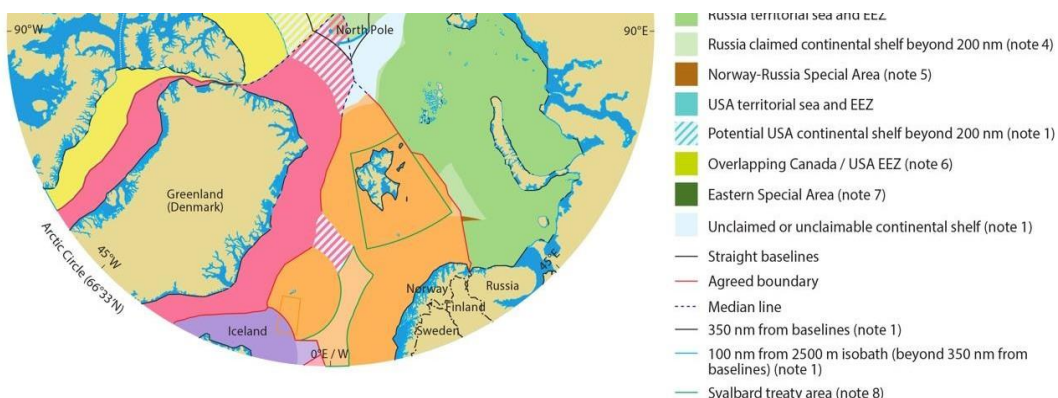 90°W
North Pole
90°E
Greenland
(Denmark)
Arctic Circle (66°33'N)
45°W
45°E
Norway
Russia
Finland
Sweden
Iceland
0°E / W
Russia territorial sea and EEZ
Russia claimed continental shelf beyond 200 nm (note 4)
Norway-Russia Special Area (note 5)
USA territorial sea and EEZ
Potential USA continental shelf beyond 200 nm (note 1)
Overlapping Canada / USA EEZ (note 6)
Eastern Special Area (note 7)
Unclaimed or unclaimable continental shelf (note 1)
Straight baselines
Agreed boundary
Median line
350 nm from baselines (note 1)
100 nm from 2500 m isobath (beyond 350 nm from
baselines) (note 1)
Svalbard treaty area (note 8)